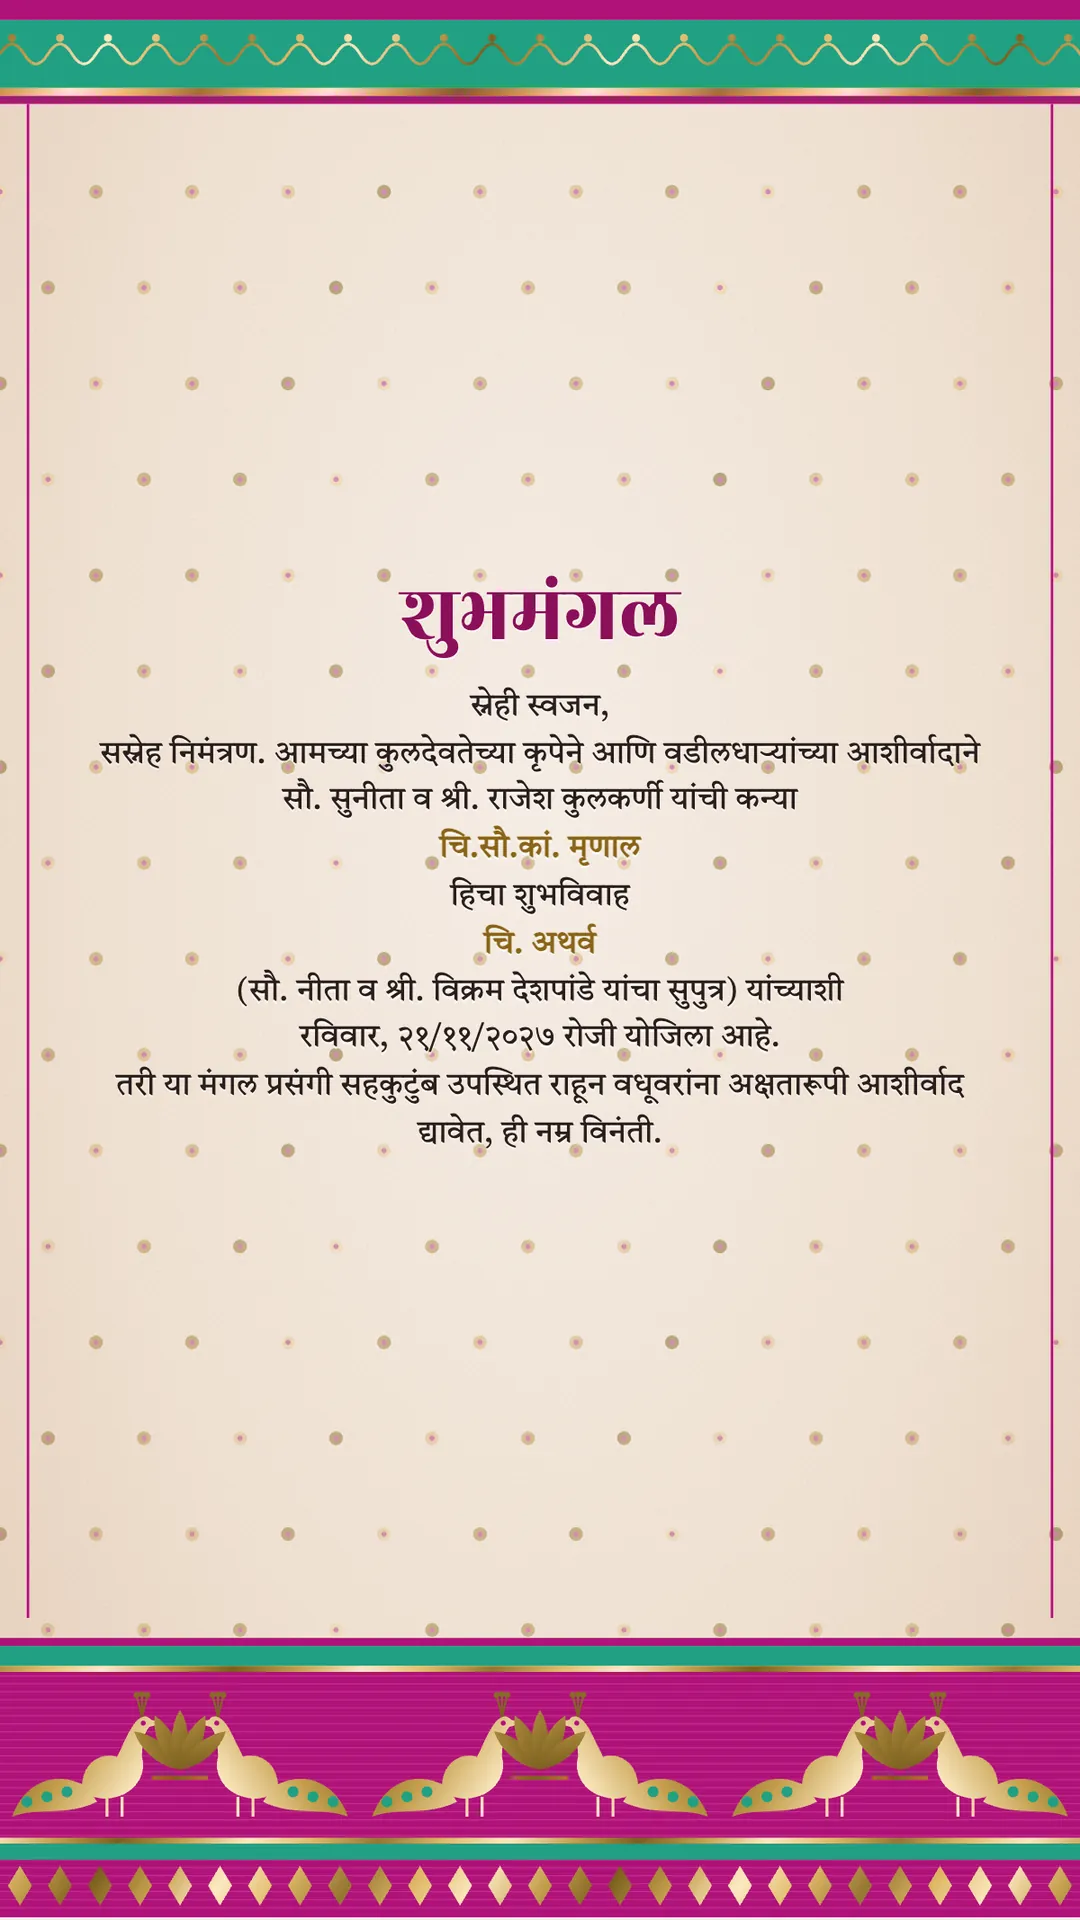 शुभमंगल
स्नेही स्वजन,
सस्नेह निमंत्रण. आमच्या कुलदेवतेच्या कृपेने आणि वडीलधाऱ्यांच्या आशीर्वादाने
सौ. सुनीता व श्री. राजेश कुलकर्णी यांची कन्या
चि.सौ.कां. मृणाल
हिचा शुभविवाह
चि. अथर्व
(सौ. नीता व श्री. विक्रम देशपांडे यांचा सुपुत्र) यांच्याशी
रविवार, २१/११/२०२७ रोजी योजिला आहे.
तरी या मंगल प्रसंगी सहकुटुंब उपस्थित राहून वधूवरांना अक्षतारूपी आशीर्वाद
द्यावेत, ही नम्र विनंती.